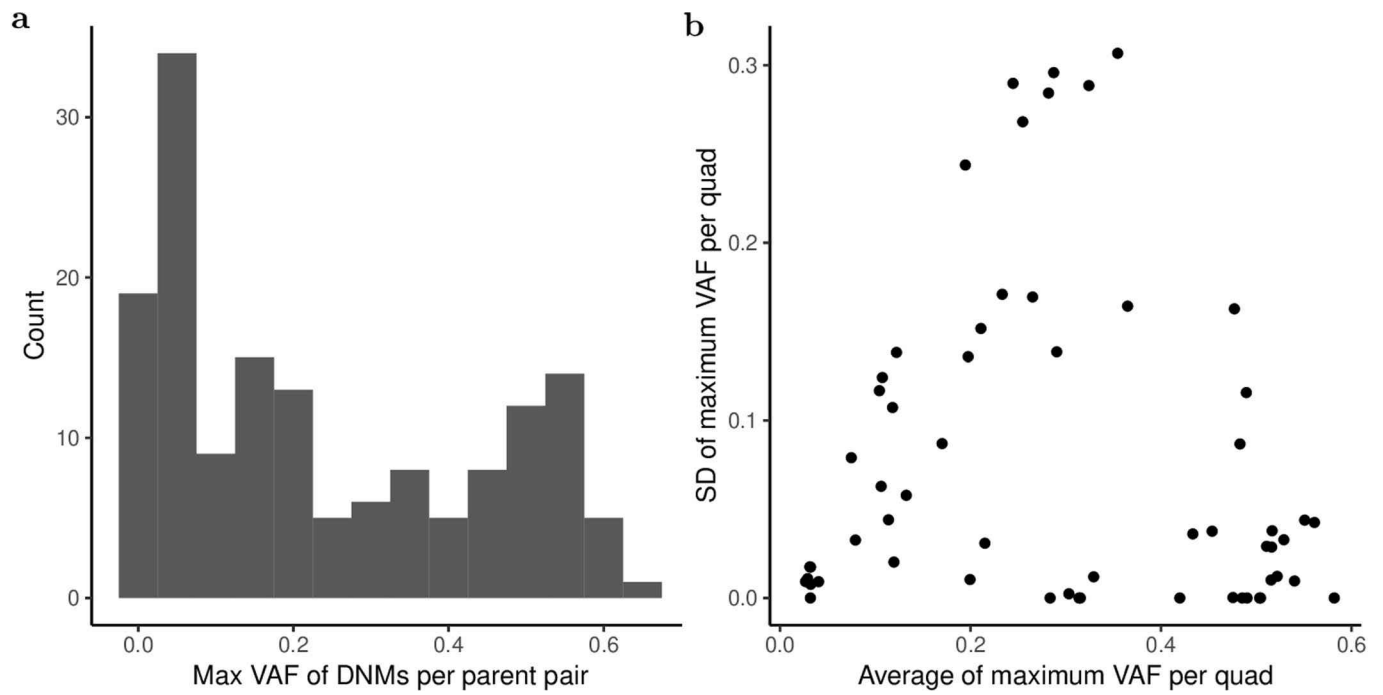 a
Count
30
20
10
0
0.0 0.2 0.4 0.6
Max VAF of DNMs per parent pair
b
SD of maximum VAF per quad
0.3
0.2
0.1
0.0
0.0 0.2 0.4 0.6
Average of maximum VAF per quad